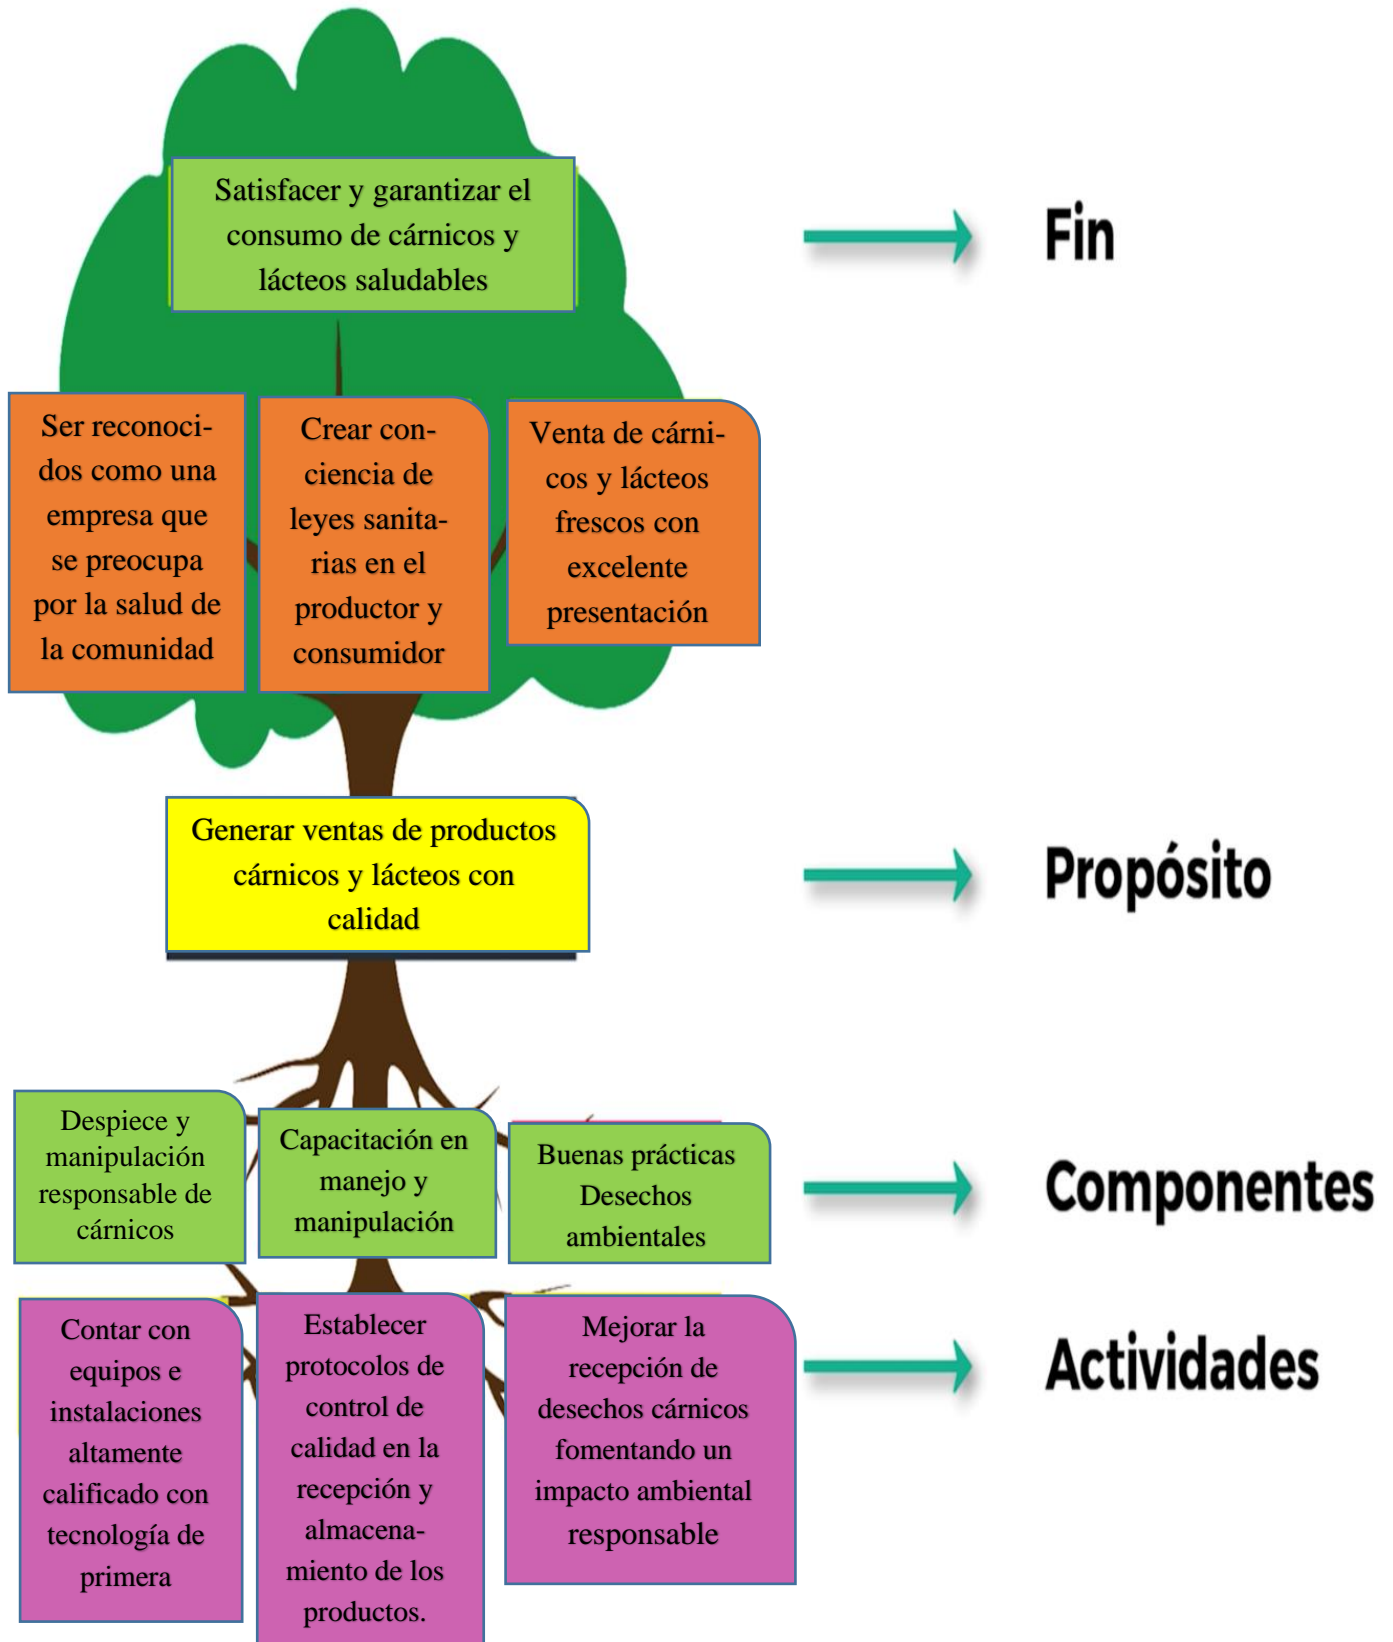 Satisfacer y garantizar el
consumo de cárnicos y
lácteos saludables
Fin
Ser reconoci-
dos como una
empresa que
se preocupa
por la salud de
la comunidad
Crear con-
ciencia de
leyes sanita-
rias en el
productor y
consumidor
Venta de cárni-
cos y lácteos
frescos con
excelente
presentación
Generar ventas de productos
cárnicos y lácteos con
calidad
Propósito
Despiece y
manipulación
responsable de
cárnicos
Capacitación en
manejo y
manipulación
Buenas prácticas
Desechos
ambientales
Componentes
Contar con
equipos e
instalaciones
altamente
calificado con
tecnología de
primera
Establecer
protocolos de
control de
calidad en la
recepción y
almacena-
miento de los
productos.
Mejorar la
recepción de
desechos cárnicos
fomentando un
impacto ambiental
responsable
Actividades